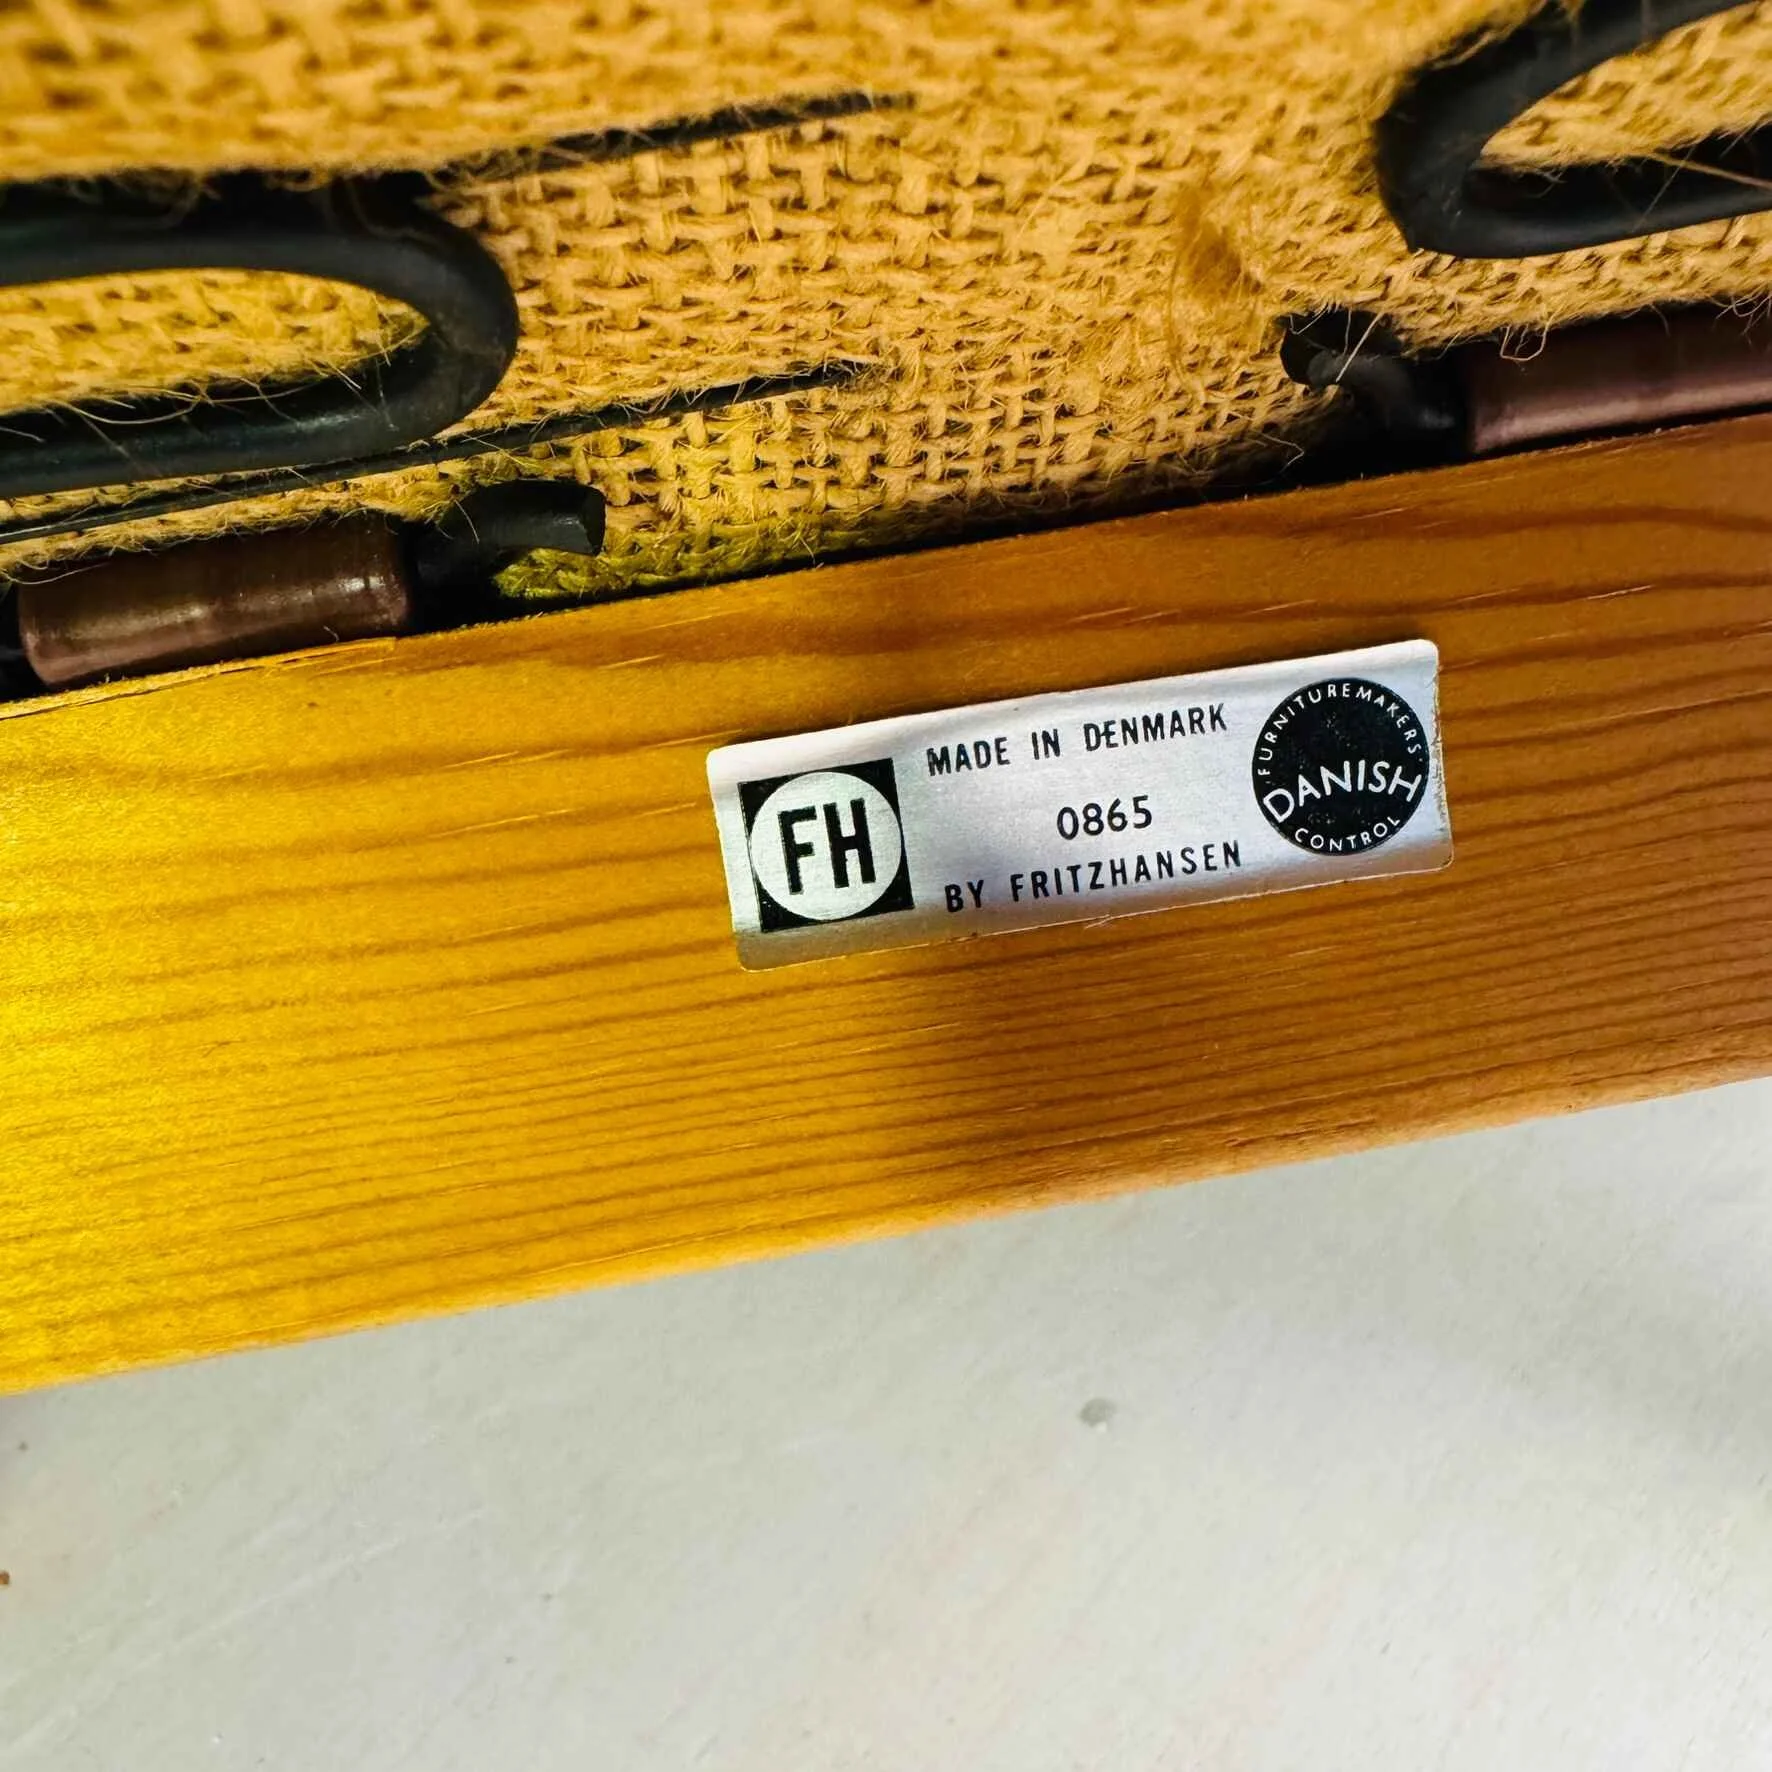 FH
MADE IN DENMARK
0865
BY FRITZHANSEN
FURNITUREMAKERS'
DANISH
CONTROL